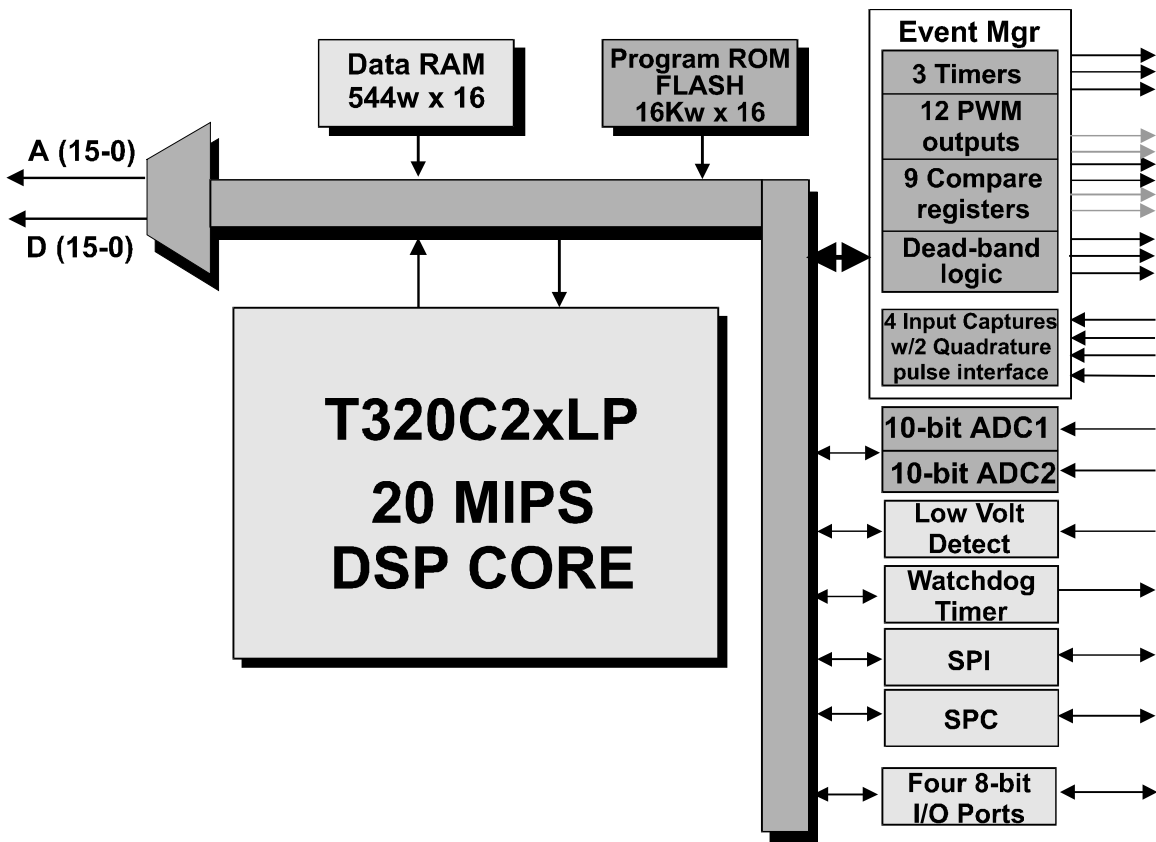 Data RAM
544w x 16
Program ROM
FLASH
16Kw x 16
Event Mgr
3 Timers
12 PWM
outputs
9 Compare
registers
Dead-band
logic
4 Input Captures
w/2 Quadrature
pulse interface
A (15-0)
D (15-0)
T320C2xLP
20 MIPS
DSP CORE
10-bit ADC1
10-bit ADC2
Low Volt
Detect
Watchdog
Timer
SPI
SPC
Four 8-bit
I/O Ports